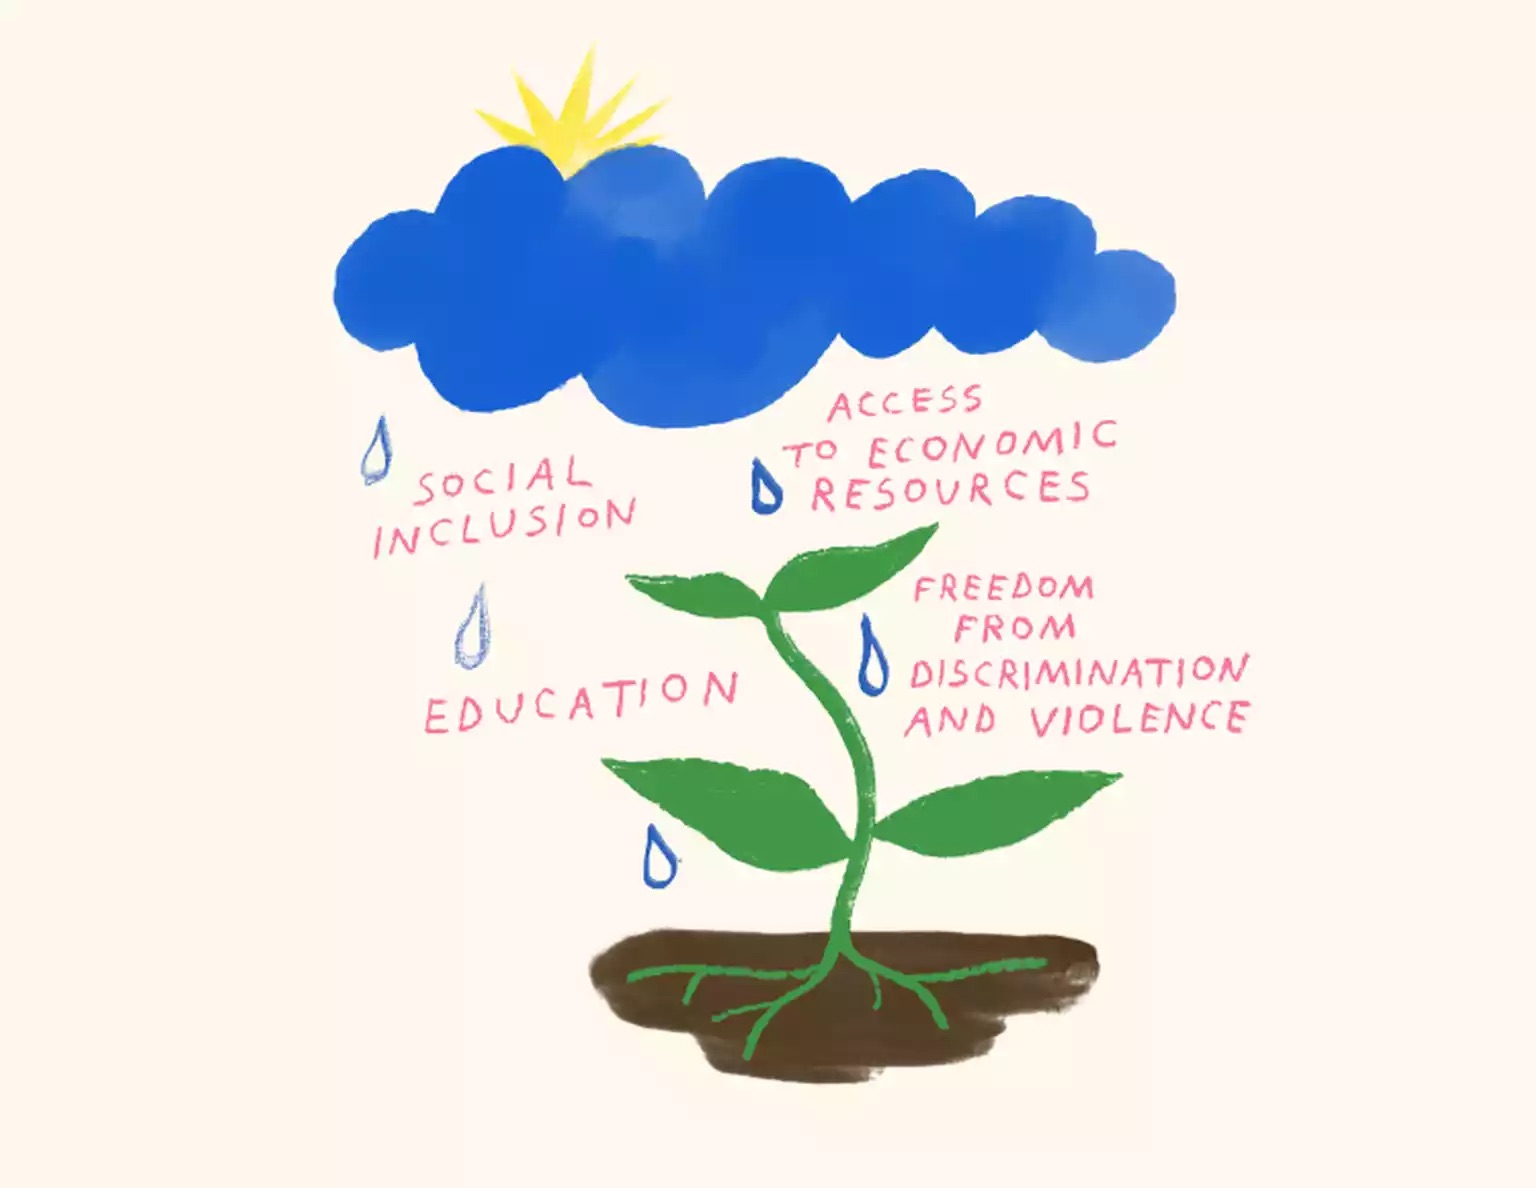 ACCESS
TO ECONOMIC
RESOURCES
SOCIAL
INCLUSION
FREEDOM
FROM
DISCRIMINATION
AND VIOLENCE
EDUCATION